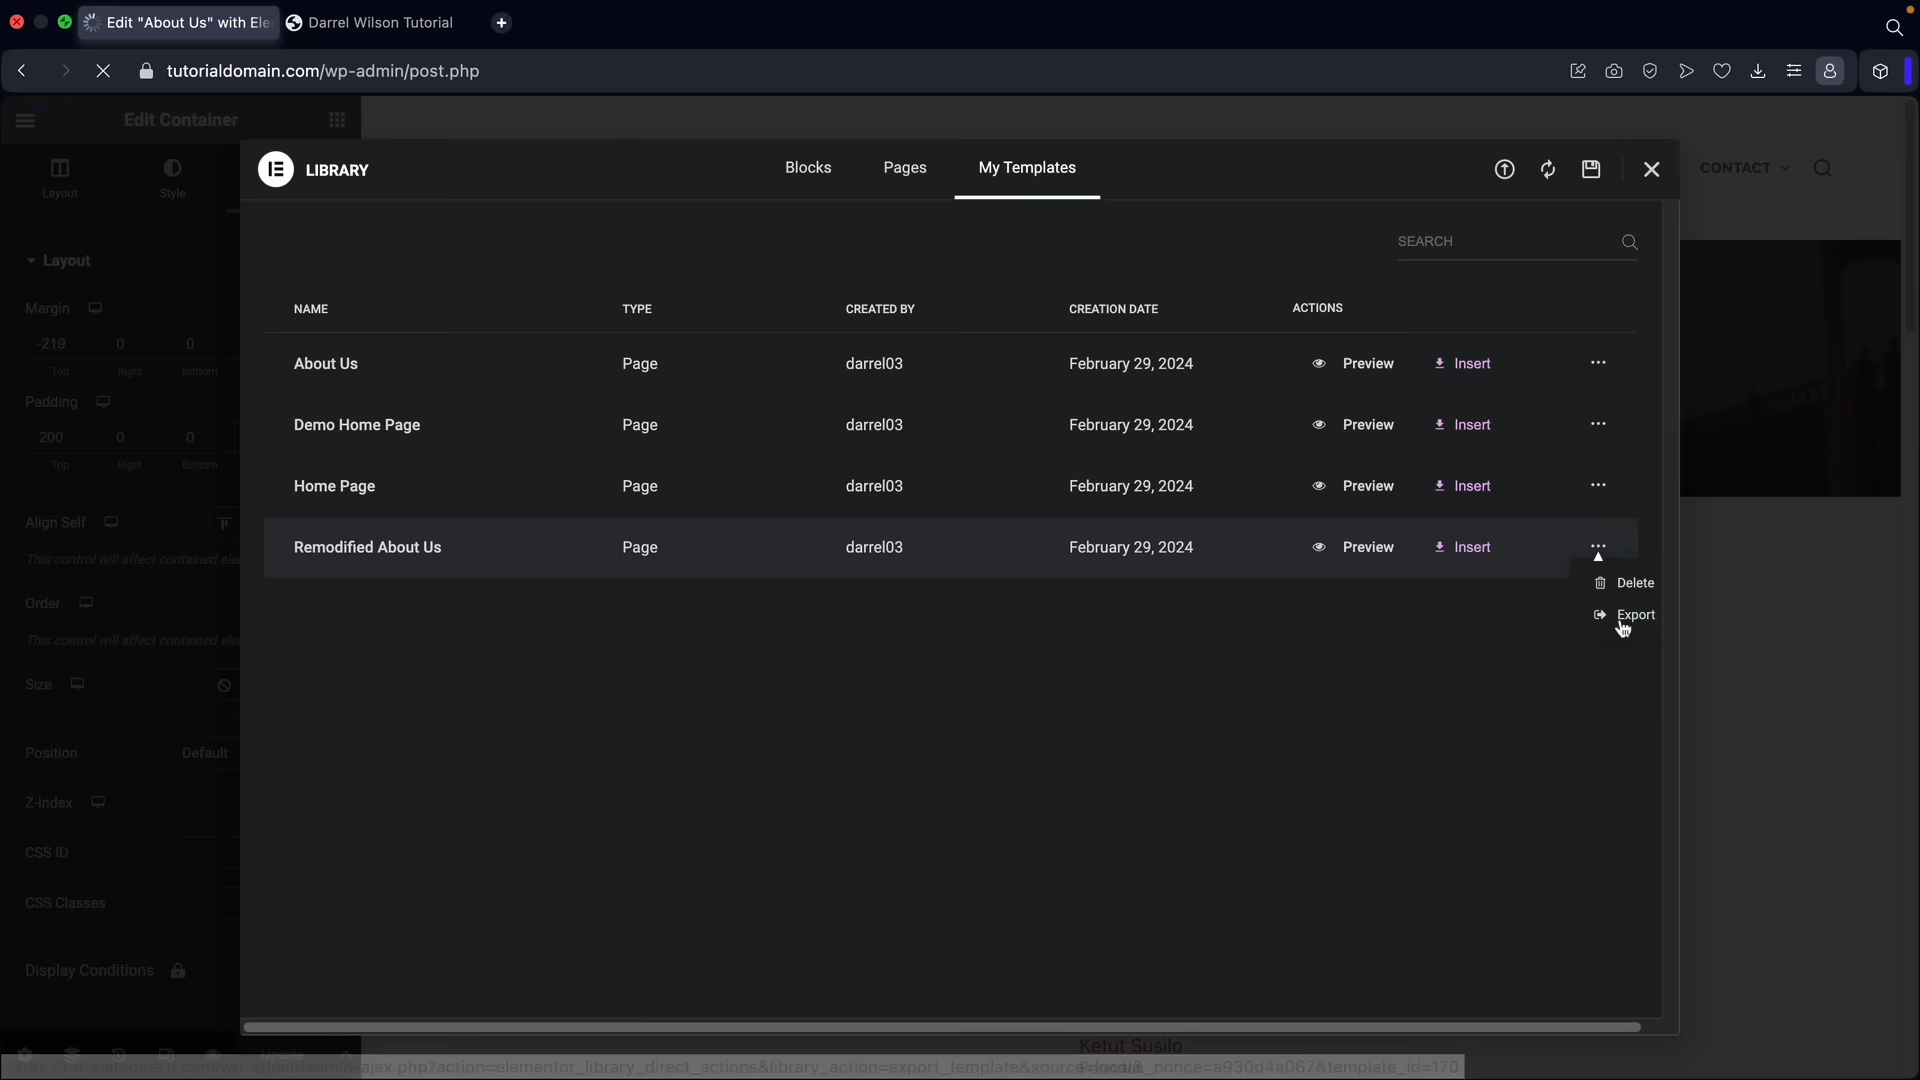 Edit "About Us" with Ele
Darrel Wilson Tutorial
tutorialdomain.com/wp-admin/post.php
Edit Container
Layout
Style
CONTACT
LIBRARY
Blocks
Pages
My Templates
SEARCH
NAME TYPE CREATED BY CREATION DATE ACTIONS
About Us Page darrel03 February 29, 2024 Preview Insert
Demo Home Page Page darrel03 February 29, 2024 Preview Insert
Home Page Page darrel03 February 29, 2024 Preview Insert
Remodified About Us Page darrel03 February 29, 2024 Preview Insert
Delete
Export
Layout
Margin
-219 0 0
Top Right Bottom
Padding
200 0 0
Top Right Bottom
Align Self
This control will affect contained ele
Order
This control will affect contained ele
Size
Position Default
Z-Index
CSS ID
CSS Classes
Display Conditions
Update
Ketut Susilo